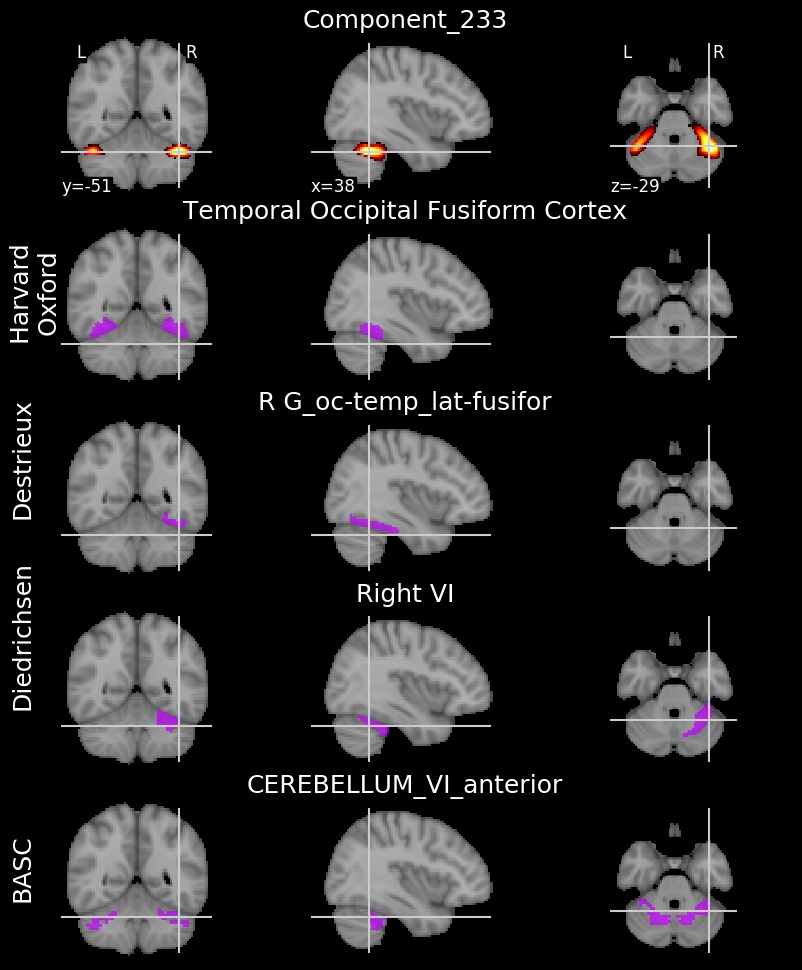 Component_233
L
R
L
R
y=-51
x=38
z=-29
Temporal Occipital Fusiform Cortex
Harvard
Oxford
R G_oc-temp_lat-fusifor
Destrieux
Right VI
Diedrichsen
CEREBELLUM_VI_anterior
BASC